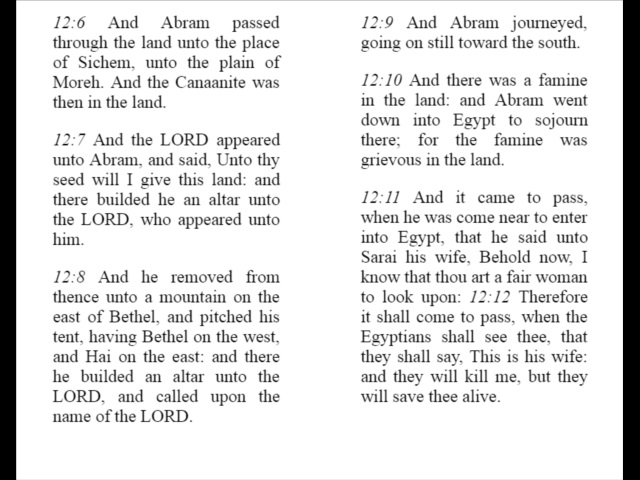 12:6 And Abram passed
through the land unto the place
of Sichem, unto the plain of
Moreh. And the Canaanite was
then in the land.
12:7 And the LORD appeared
unto Abram, and said, Unto thy
seed will I give this land: and
there builded he an altar unto
the LORD, who appeared unto
him.
12:8 And he removed from
thence unto a mountain on the
east of Bethel, and pitched his
tent, having Bethel on the west,
and Hai on the east: and there
he builded an altar unto the
LORD, and called upon the
name of the LORD.
12:9 And Abram journeyed,
going on still toward the south.
12:10 And there was a famine
in the land: and Abram went
down into Egypt to sojourn
there; for the famine was
grievous in the land.
12:11 And it came to pass,
when he was come near to enter
into Egypt, that he said unto
Sarai his wife, Behold now, I
know that thou art a fair woman
to look upon: 12:12 Therefore
it shall come to pass, when the
Egyptians shall see thee, that
they shall say, This is his wife:
and they will kill me, but they
will save thee alive.